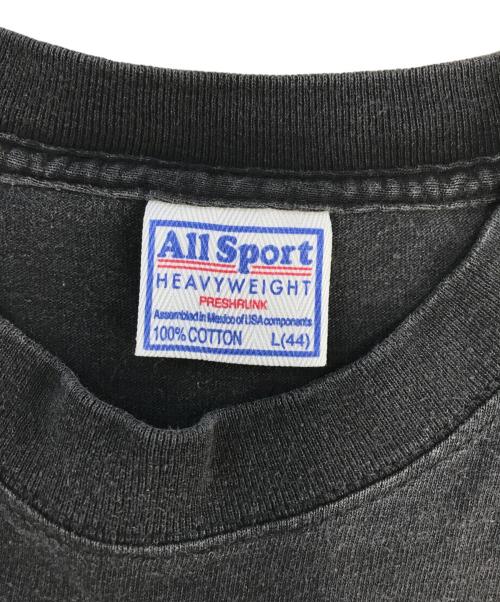 All Sport
HEAVYWEIGHT
PRESHRUNK
Assembled in Mexico of USA components
100% COTTON L(44)